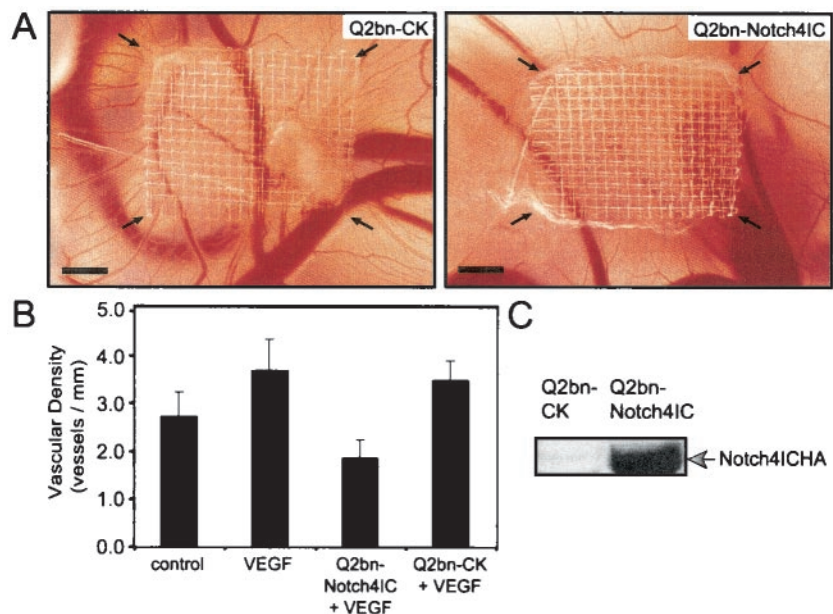 A
Q2bn-CK
Q2bn-Notch4IC
B
5.0
4.0
3.0
2.0
1.0
0.0
Vascular Density
(vessels / mm)
control
VEGF
Q2bn-
Notch4IC
+ VEGF
Q2bn-CK
+ VEGF
C
Q2bn-
CK
Q2bn-
Notch4IC
Notch4ICHA